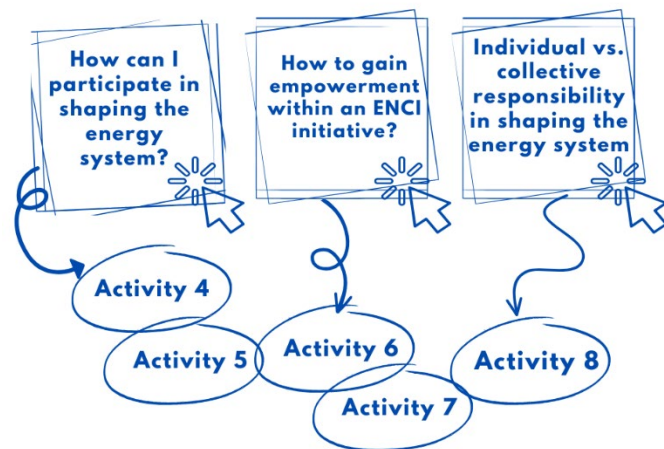 How can I
participate in
shaping the
energy
system?
How to gain
empowerment
within an ENCI
initiative?
Individual vs.
collective
responsibility
in shaping the
energy system
Activity 4
Activity 5
Activity 6
Activity 7
Activity 8